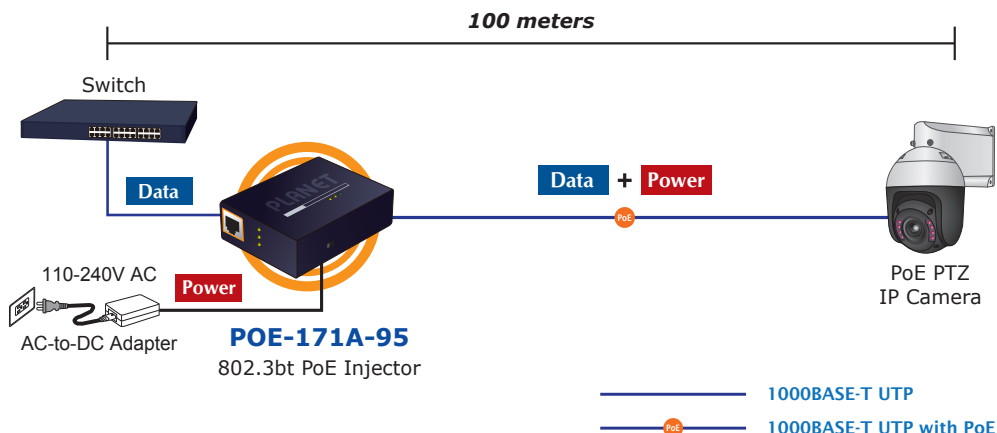 100 meters
Switch
Data
PLANET
Data + Power
PoE
110-240V AC
Power
AC-to-DC Adapter
POE-171A-95
802.3bt PoE Injector
PoE PTZ
IP Camera
1000BASE-T UTP
PoE
1000BASE-T UTP with PoE